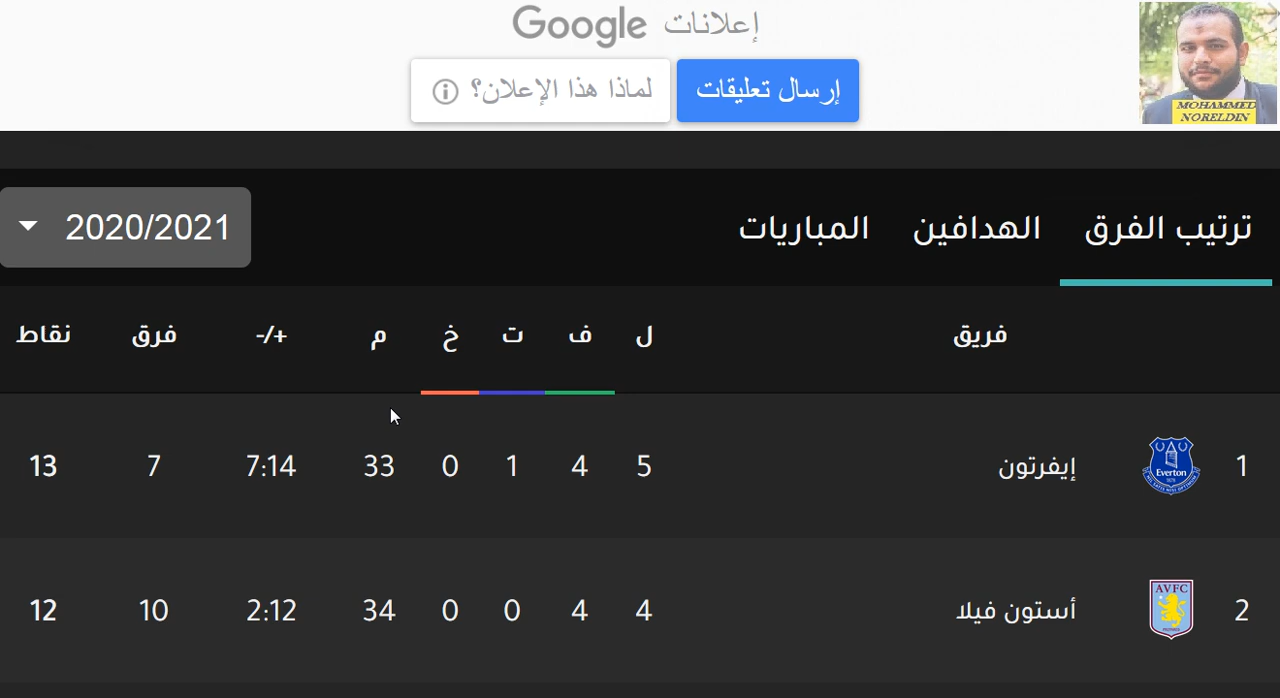 إعلانات Google
إرسال تعليقات
لماذا هذا الإعلان؟
MOHAMMED
NORELDIN
ترتيب الفرق الهدافين المباريات
2020/2021
فريق ل ف ت خ م +/- فرق نقاط
1 Everton 1878 إيفرتون 5 4 1 0 33 7:14 7 13
2 AVFC أستون فيلا 4 4 0 0 34 2:12 10 12